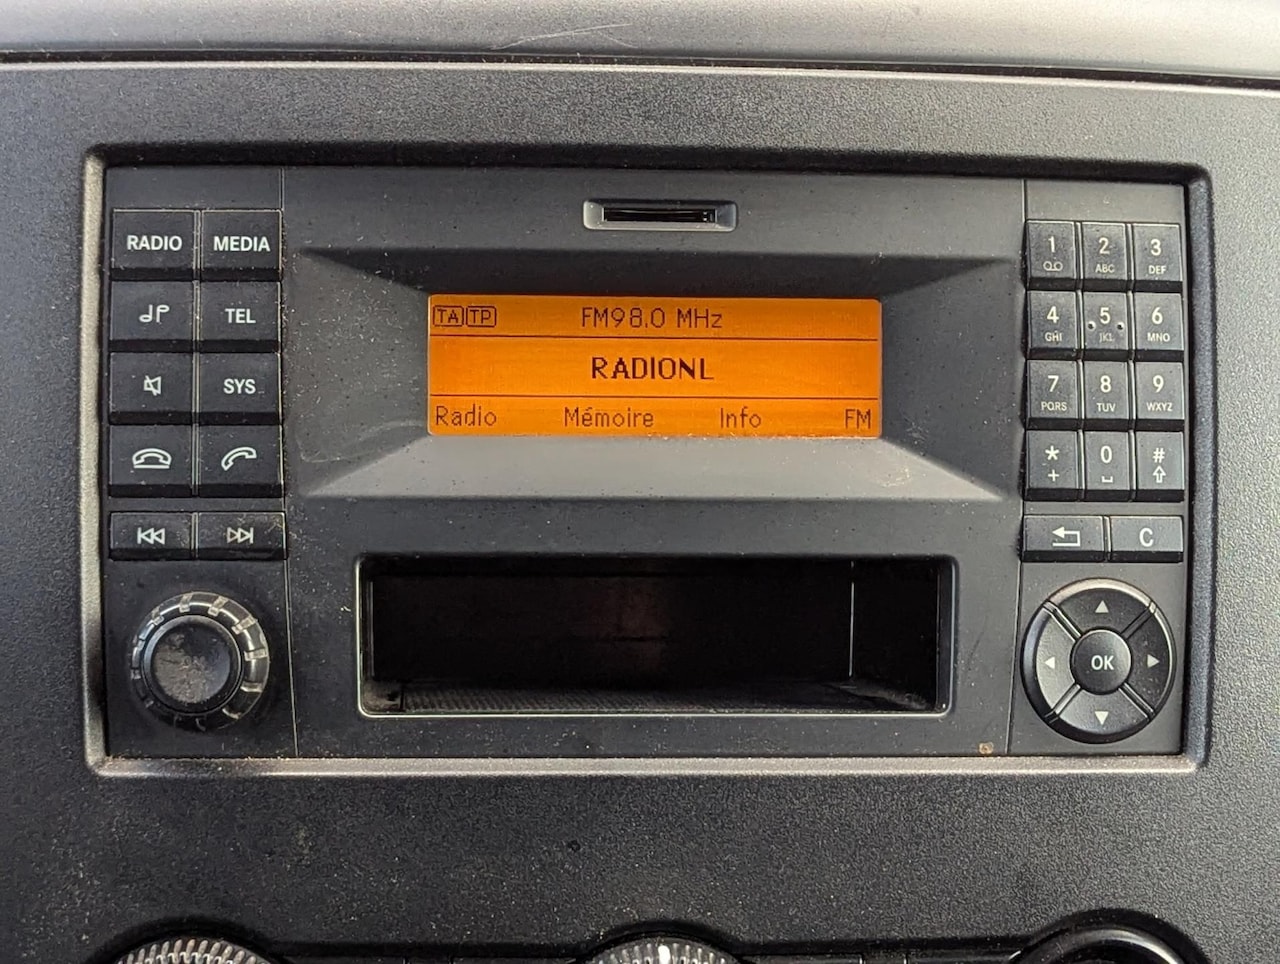 RADIO MEDIA
TEL
SYS
TA TP FM98.0 MHz
RADIONL
Radio Mémoire Info FM
1 2 3
ABC DEF
4 5 6
GHI JKL MNO
7 8 9
PQRS TUV WXYZ
* 0 #
+
C
OK